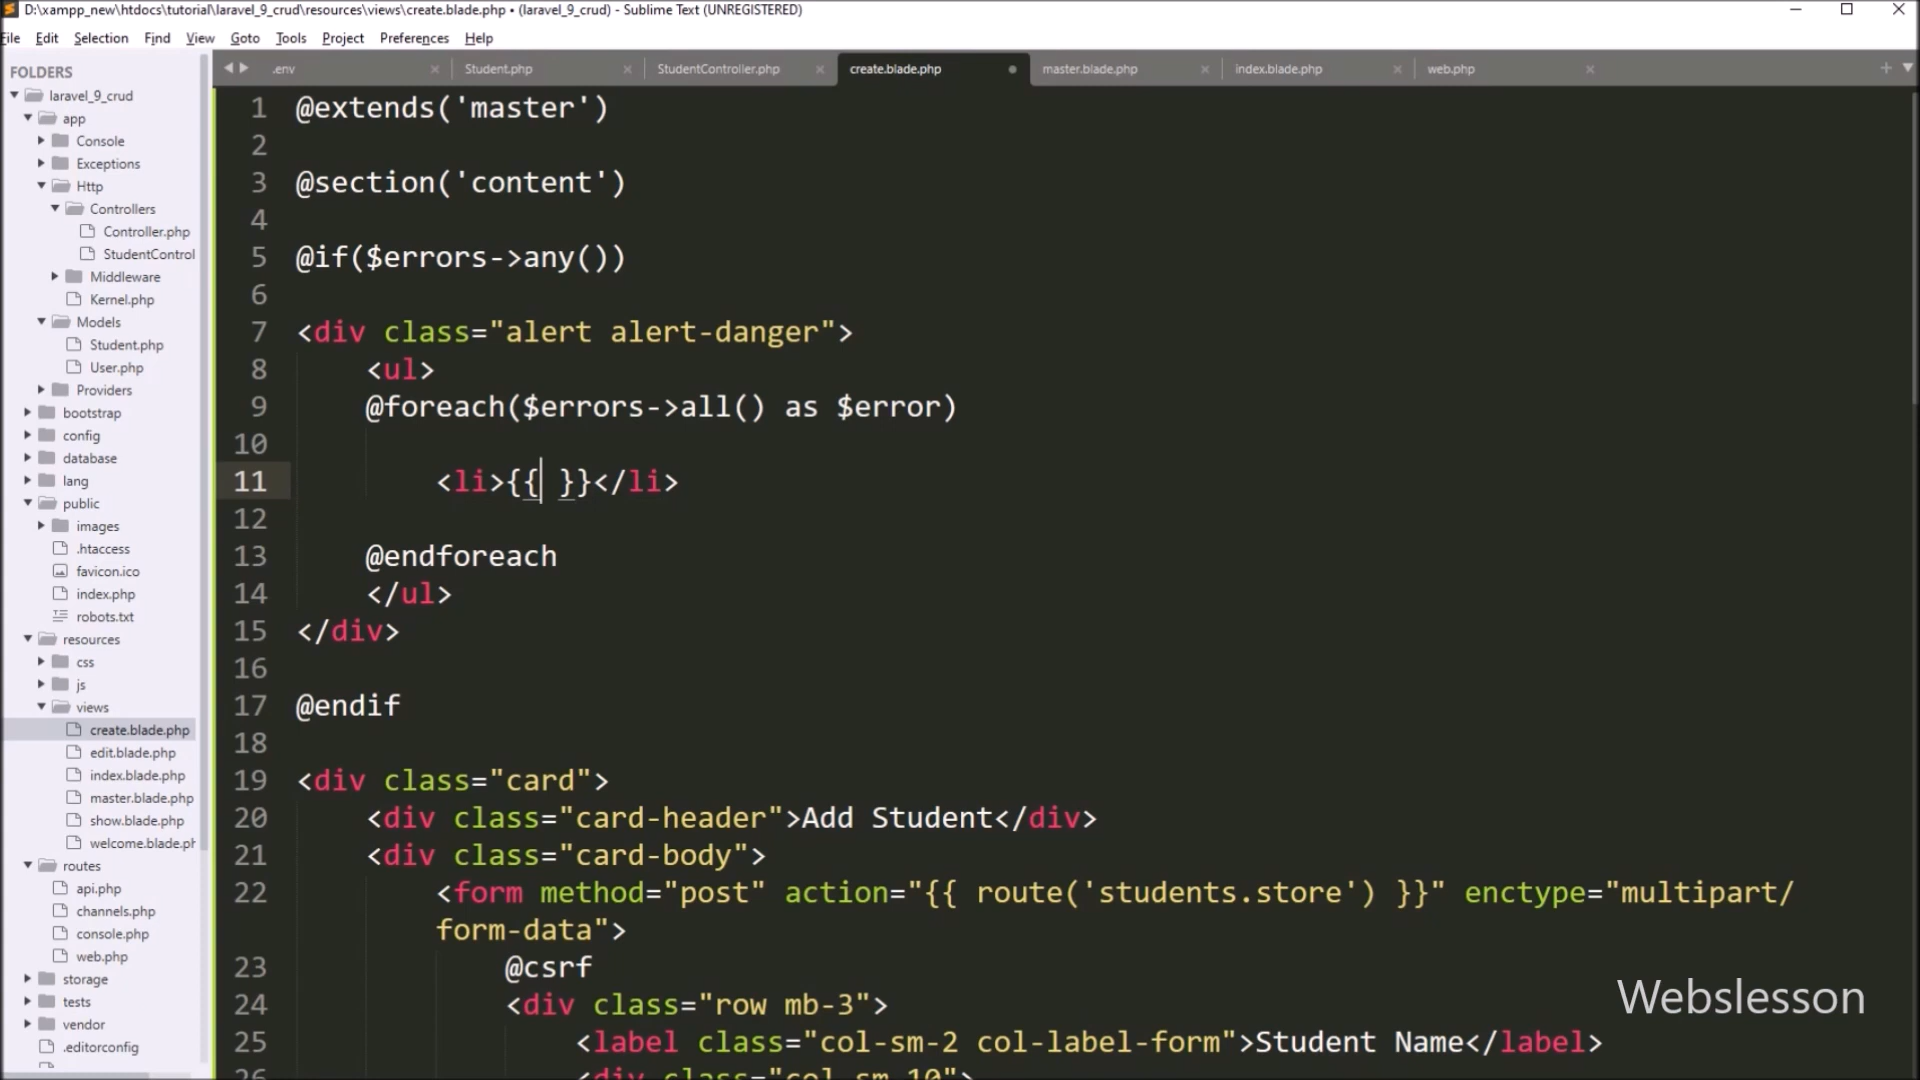 D:\xampp_new\htdocs\tutorial\laravel_9_crud\resources\views\create.blade.php • (laravel_9_crud) - Sublime Text (UNREGISTERED)
File Edit Selection Find View Goto Tools Project Preferences Help
FOLDERS
laravel_9_crud
app
Console
Exceptions
Http
Controllers
Controller.php
StudentControl
Middleware
Kernel.php
Models
Student.php
User.php
Providers
bootstrap
config
database
lang
public
images
.htaccess
favicon.ico
index.php
robots.txt
resources
css
js
views
create.blade.php
edit.blade.php
index.blade.php
master.blade.php
show.blade.php
welcome.blade.ph
routes
api.php
channels.php
console.php
web.php
storage
tests
vendor
.editorconfig
.env Student.php StudentController.php create.blade.php master.blade.php index.blade.php web.php
1 @extends('master')
2
3 @section('content')
4
5 @if($errors->any())
6
7 <div class="alert alert-danger">
8 <ul>
9 @foreach($errors->all() as $error)
10
11 <li>{{ }}</li>
12
13 @endforeach
14 </ul>
15 </div>
16
17 @endif
18
19 <div class="card">
20 <div class="card-header">Add Student</div>
21 <div class="card-body">
22 <form method="post" action="{{ route('students.store') }}" enctype="multipart/
form-data">
23 @csrf
24 <div class="row mb-3">
25 <label class="col-sm-2 col-label-form">Student Name</label>
26 <div class="col-sm-10">
Webslesson